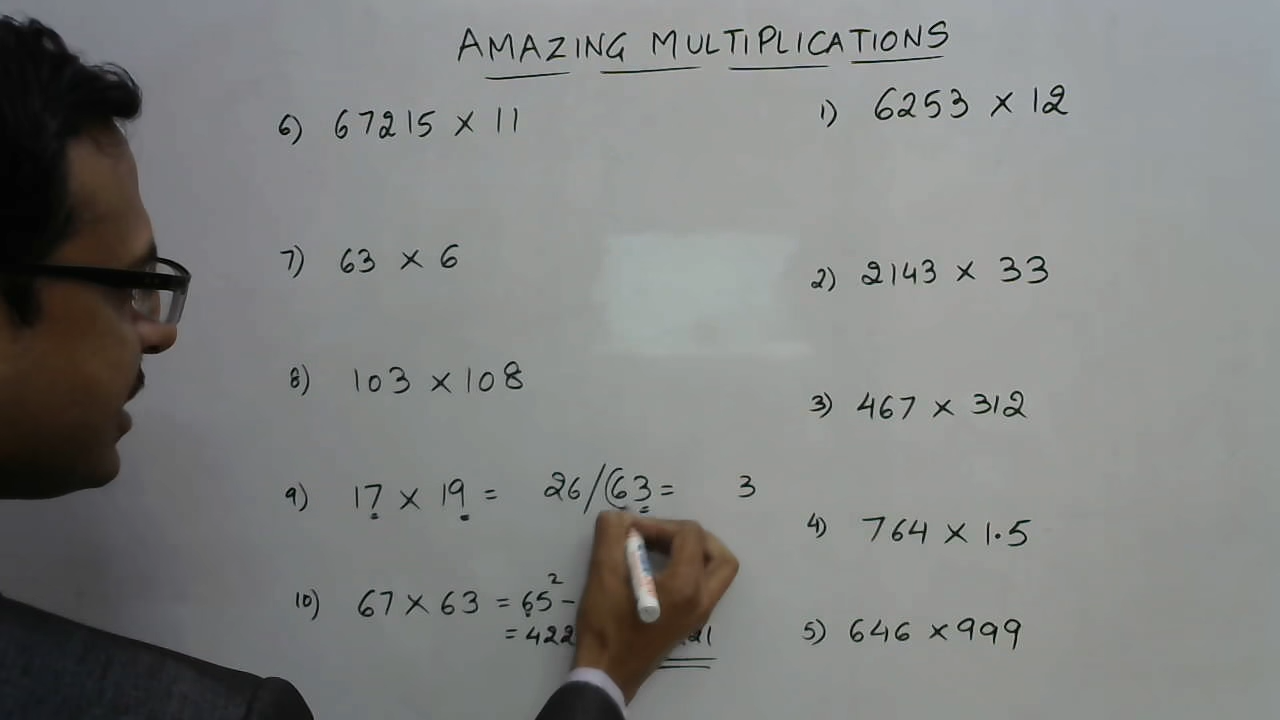 AMAZING MULTIPLICATIONS
6) 67215 × 11
7) 63 × 6
8) 103 × 108
9) 17 × 19 = 26/(63 = 3
10) 67 × 63 = 65² –
= 422 21
1) 6253 × 12
2) 2143 × 33
3) 467 × 312
4) 764 × 1.5
5) 646 × 999